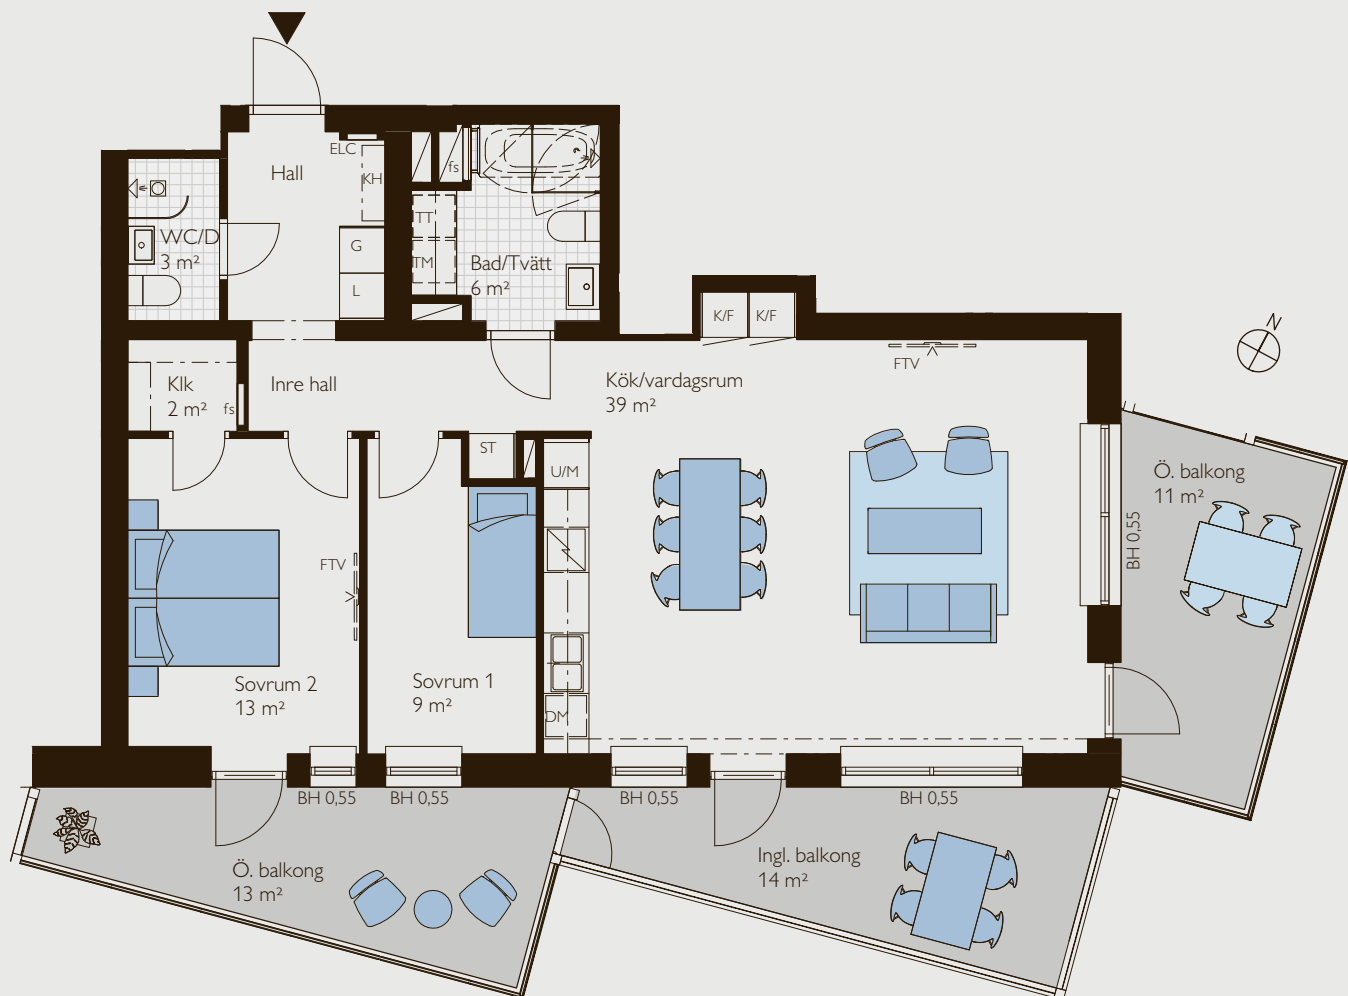 ELC
Hall
KH
fs
TT
G
WC/D
3 m²
TM
Bad/Tvätt
6 m²
L
K/F
K/F
N
FTV
Klk
2 m²
fs
Inre hall
Kök/vardagsrum
39 m²
ST
U/M
Ö. balkong
11 m²
BH 0,55
FTV
Sovrum 2
13 m²
Sovrum 1
9 m²
DM
BH 0,55
BH 0,55
BH 0,55
BH 0,55
Ö. balkong
13 m²
Ingl. balkong
14 m²